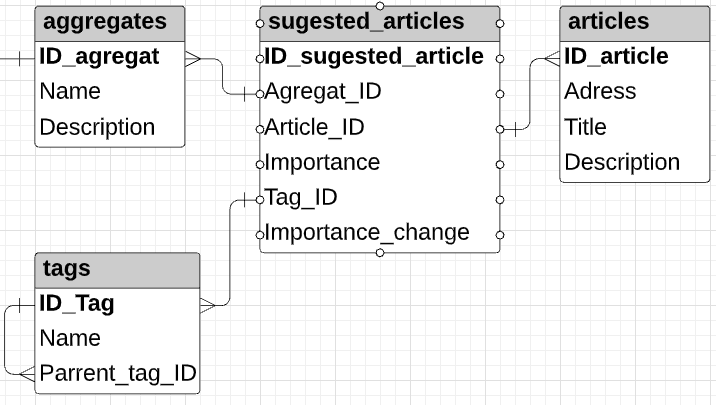 aggregates
ID_agregat
Name
Description
sugested_articles
ID_sugested_article
Agregat_ID
Article_ID
Importance
Tag_ID
Importance_change
articles
ID_article
Adress
Title
Description
tags
ID_Tag
Name
Parrent_tag_ID